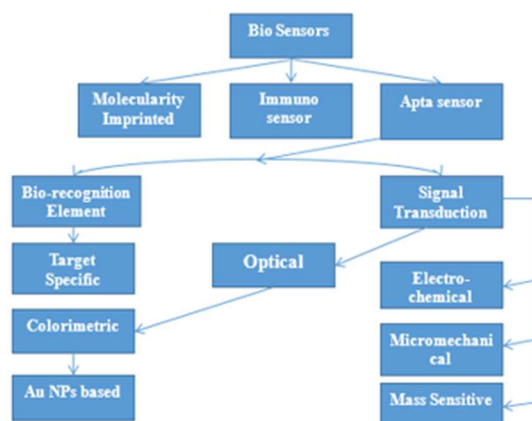 Bio Sensors
Molecularity
Imprinted
Immuno
sensor
Apta sensor
Bio-recognition
Element
Signal
Transduction
Target
Specific
Optical
Electro-
chemical
Colorimetric
Micromechani
cal
Au NPs based
Mass Sensitive